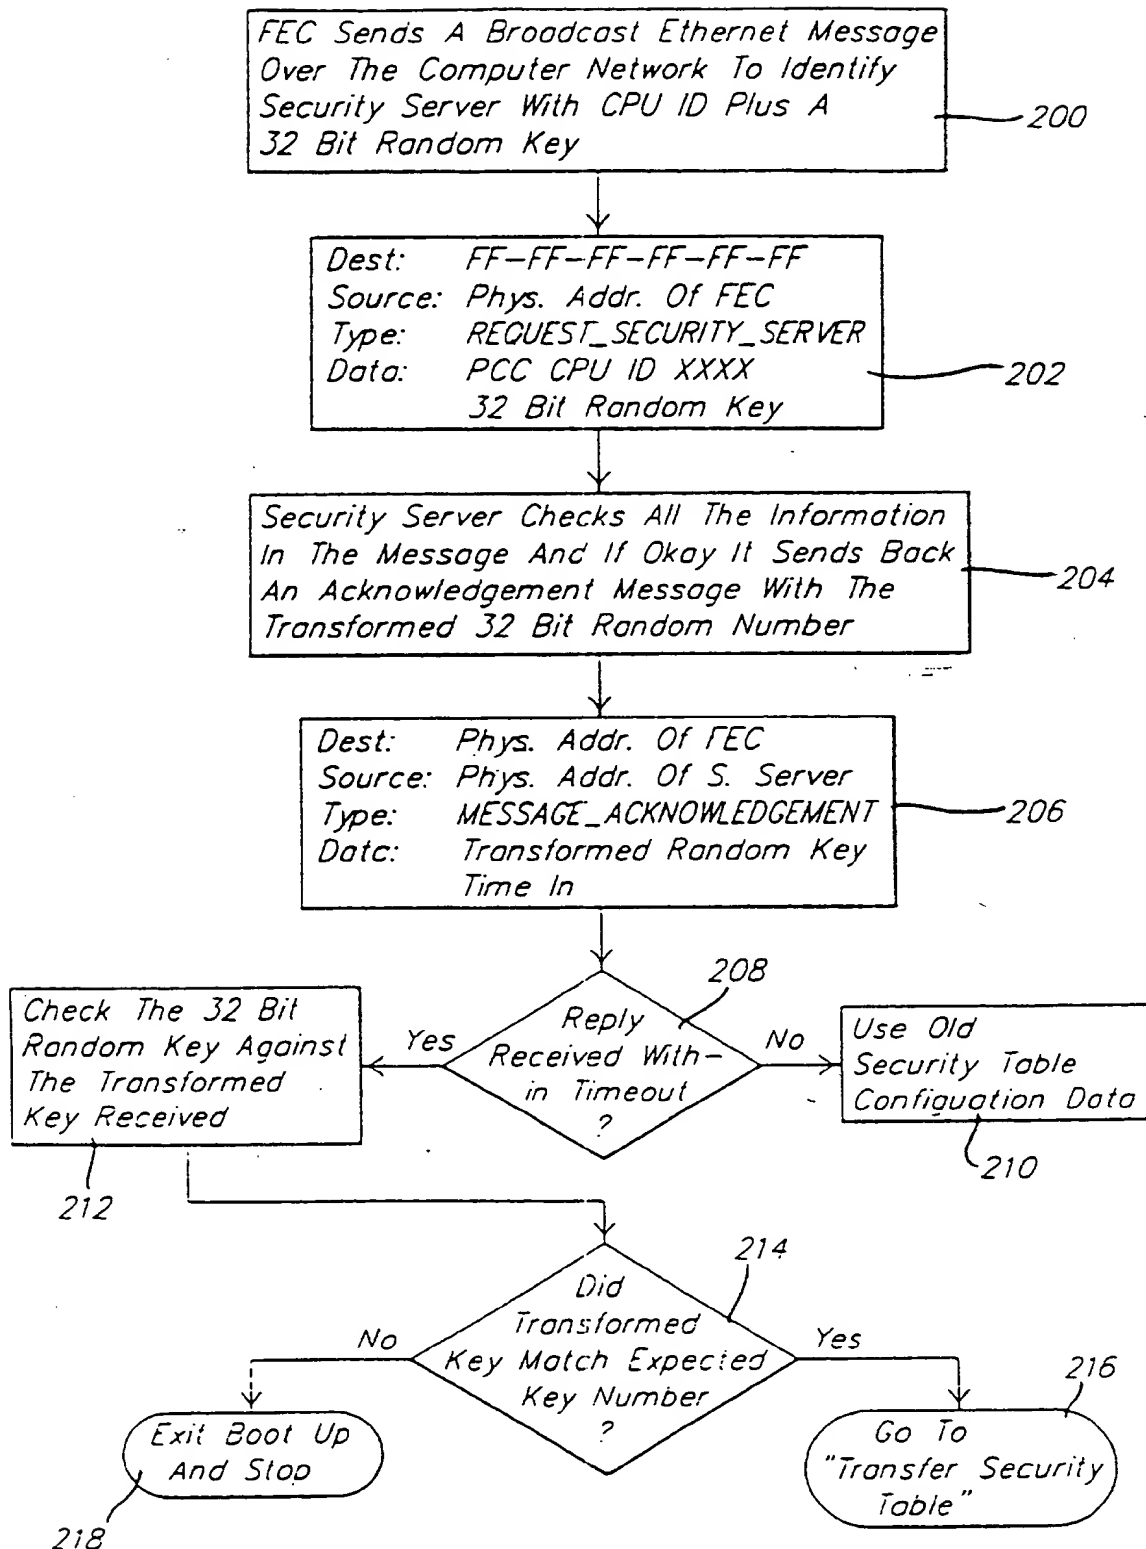 FEC Sends A Broadcast Ethernet Message
Over The Computer Network To Identify
Security Server With CPU ID Plus A
32 Bit Random Key
200
Dest: FF-FF-FF-FF-FF-FF
Source: Phys. Addr. Of FEC
Type: REQUEST_SECURITY_SERVER
Data: PCC CPU ID XXXX
32 Bit Random Key
202
Security Server Checks All The Information
In The Message And If Okay It Sends Back
An Acknowledgement Message With The
Transformed 32 Bit Random Number
204
Dest: Phys. Addr. Of FEC
Source: Phys. Addr. Of S. Server
Type: MESSAGE_ACKNOWLEDGEMENT
Data: Transformed Random Key
Time In
206
208
Reply
Received With-
in Timeout
?
Yes
No
Check The 32 Bit
Random Key Against
The Transformed
Key Received
212
Use Old
Security Table
Configuation Data
210
214
Did
Transformed
Key Match Expected
Key Number
?
No
Yes
Exit Boot Up
And Stop
218
216
Go To
"Transfer Security
Table"